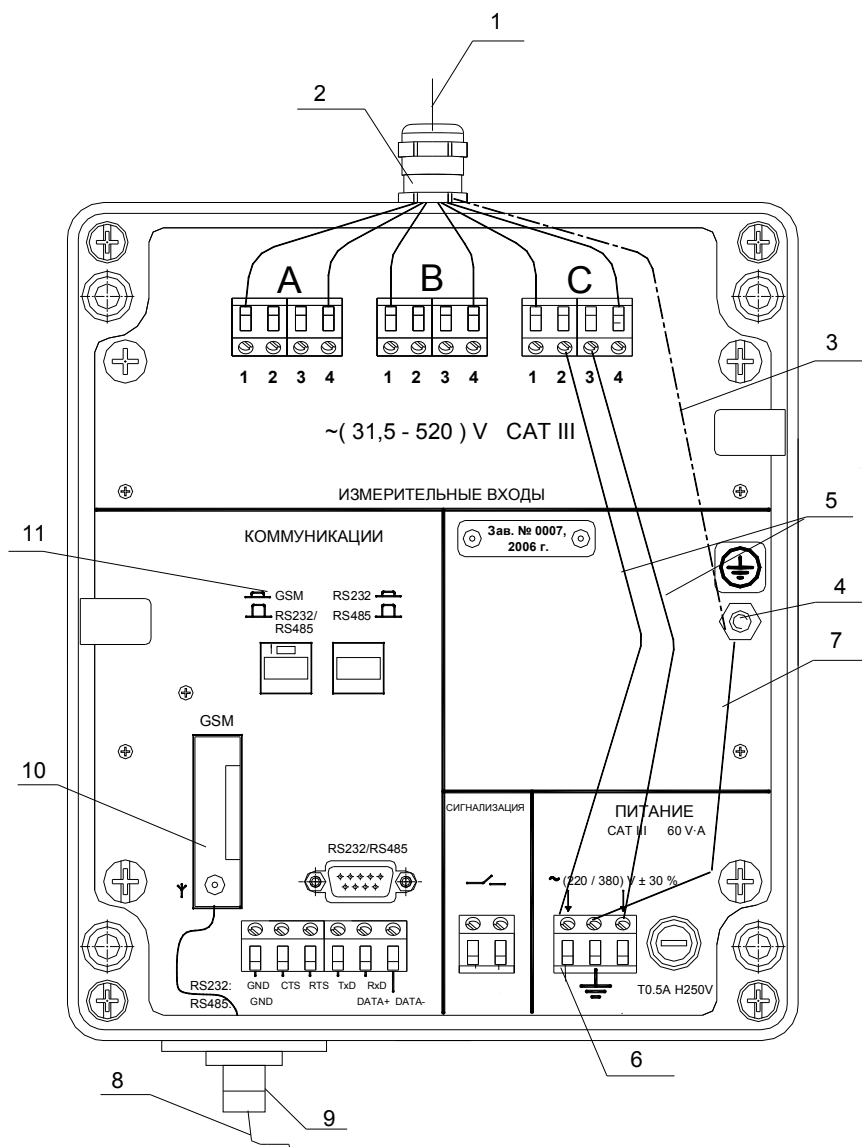 1
2
A B C
1 2 3 4 1 2 3 4 1 2 3 4
3
~( 31,5 - 520 ) V CAT III
ИЗМЕРИТЕЛЬНЫЕ ВХОДЫ
5
11
КОММУНИКАЦИИ
Зав. № 0007,
2006 г.
GSM RS232
RS232/ RS485
RS485
4
7
GSM
10
СИГНАЛИЗАЦИЯ
ПИТАНИЕ
CAT III 60 V·A
RS232/RS485
~ (220 / 380) V ± 30 %
RS232: GND CTS RTS TxD RxD
RS485: GND DATA+ DATA-
T0.5A H250V
6
8
9